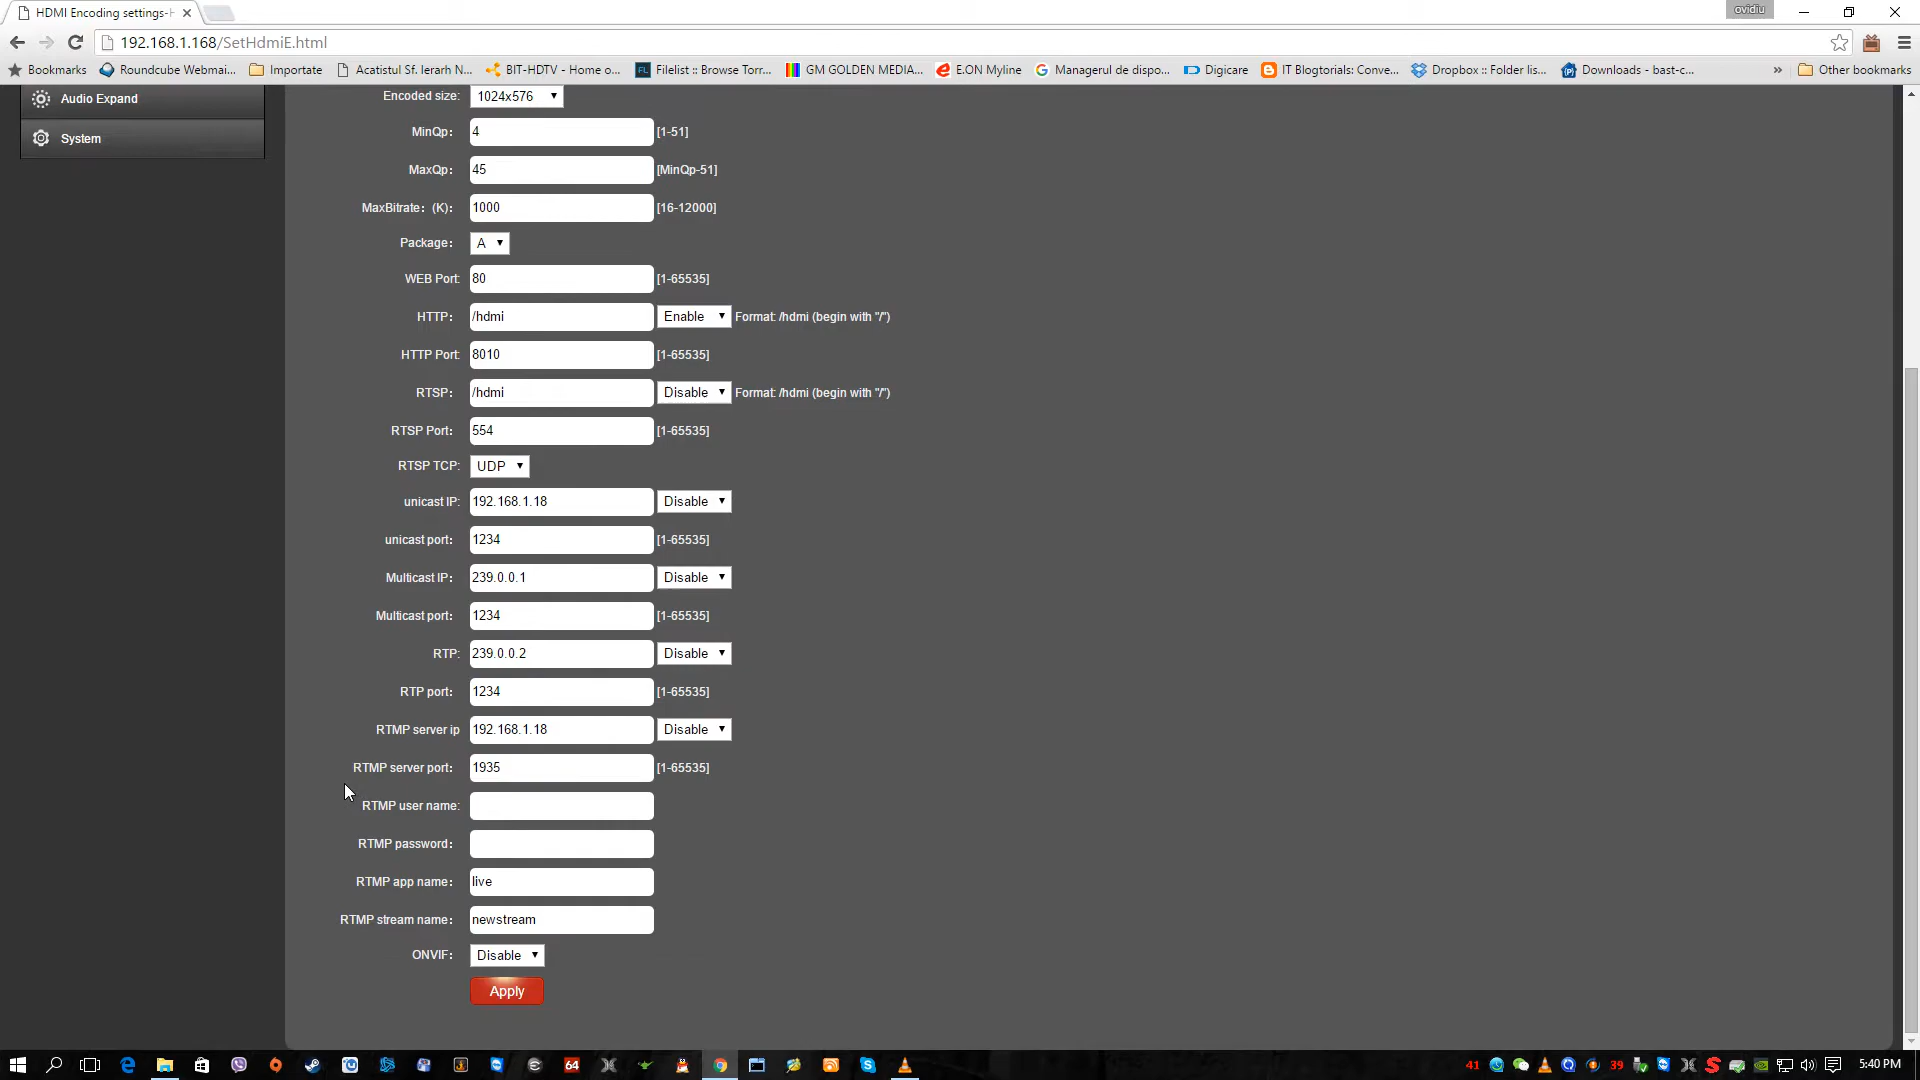 HDMI Encoding settings-H
ovidiu
192.168.1.168/SetHdmiE.html
Bookmarks
Roundcube Webmai...
Importate
Acatistul Sf. Ierarh N...
BIT-HDTV - Home o...
Filelist :: Browse Torr...
GM GOLDEN MEDIA...
E.ON Myline
Managerul de dispo...
Digicare
IT Blogtorials: Conve...
Dropbox :: Folder lis...
Downloads - bast-c...
»
Other bookmarks
Audio Expand
System
Encoded size: 1024x576
MinQp: 4 [1-51]
MaxQp: 45 [MinQp-51]
MaxBitrate: (K): 1000 [16-12000]
Package: A
WEB Port: 80 [1-65535]
HTTP: /hdmi Enable Format: /hdmi (begin with "/")
HTTP Port: 8010 [1-65535]
RTSP: /hdmi Disable Format: /hdmi (begin with "/")
RTSP Port: 554 [1-65535]
RTSP TCP: UDP
unicast IP: 192.168.1.18 Disable
unicast port: 1234 [1-65535]
Multicast IP: 239.0.0.1 Disable
Multicast port: 1234 [1-65535]
RTP: 239.0.0.2 Disable
RTP port: 1234 [1-65535]
RTMP server ip 192.168.1.18 Disable
RTMP server port: 1935 [1-65535]
RTMP user name:
RTMP password:
RTMP app name: live
RTMP stream name: newstream
ONVIF: Disable
Apply
64
41
39
5:40 PM